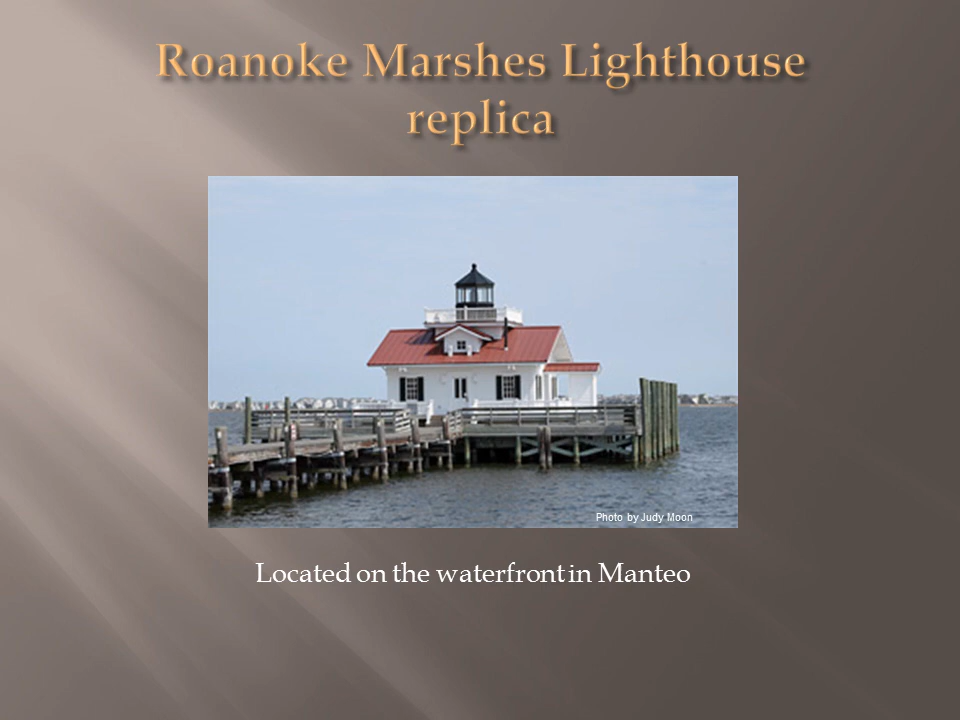 Roanoke Marshes Lighthouse
replica
Photo by Judy Moon
Located on the waterfront in Manteo